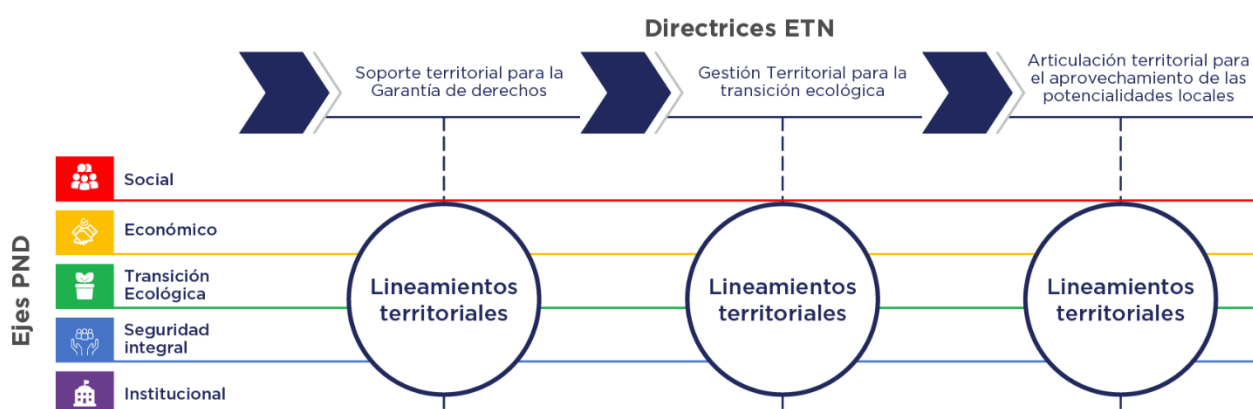 Directrices ETN
Soporte territorial para la
Garantía de derechos
Gestión Territorial para la
transición ecológica
Articulación territorial para
el aprovechamiento de las
potencialidades locales
Ejes PND
Social
Económico
Transición
Ecológica
Seguridad
integral
Institucional
Lineamientos
territoriales
Lineamientos
territoriales
Lineamientos
territoriales